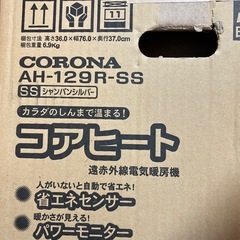 11
梱包寸法 高さ36.0×幅76.0×奥行37.0cm
梱包重量 6.9Kg
CORONA
AH-129R-SS
SS シャンパンシルバー
カラダのしんまで温まる!
コアヒート
遠赤外線電気暖房機
人がいないと自動で省エネ!
省エネセンサー
暖かさが見える!
パワーモニター